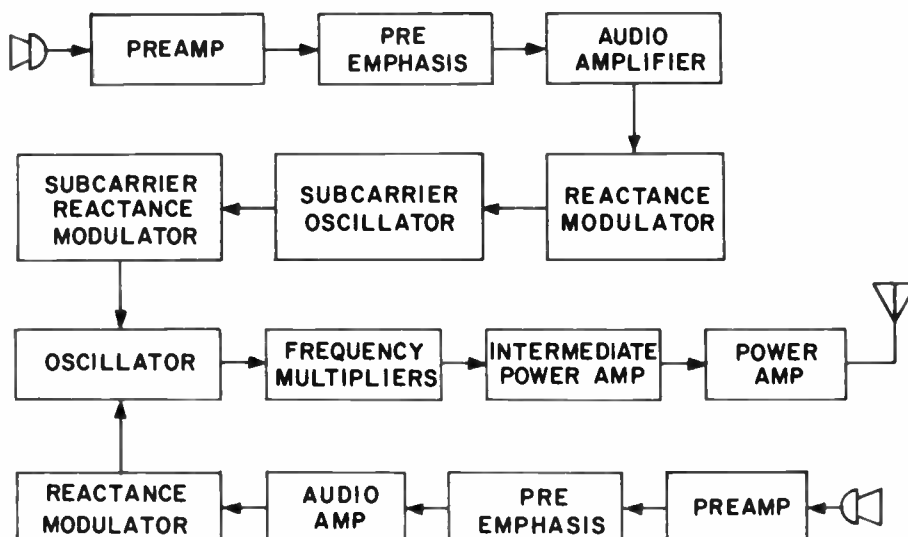 PREAMP
PRE
EMPHASIS
AUDIO
AMPLIFIER
SUBCARRIER
REACTANCE
MODULATOR
SUBCARRIER
OSCILLATOR
REACTANCE
MODULATOR
OSCILLATOR
FREQUENCY
MULTIPLIERS
INTERMEDIATE
POWER AMP
POWER
AMP
REACTANCE
MODULATOR
AUDIO
AMP
PRE
EMPHASIS
PREAMP